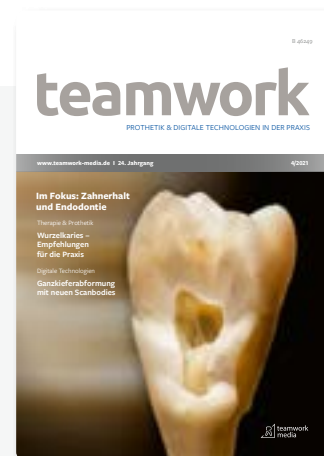 teamwork
PROTHETIK & DIGITALE TECHNOLOGIEN IN DER PRAXIS
www.teamwork-media.de I 24. Jahrgang
4/2021
Im Fokus: Zahnerhalt
und Endodontie
Therapie & Prothetik
Wurzelkaries –
Empfehlungen
für die Praxis
Digitale Technologien
Ganzkieferabformung
mit neuen Scanbodies
teamwork
media